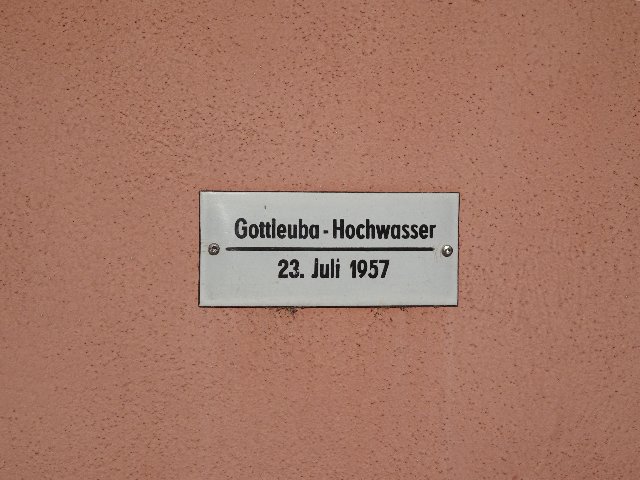 Gottleuba - Hochwasser
23. Juli 1957